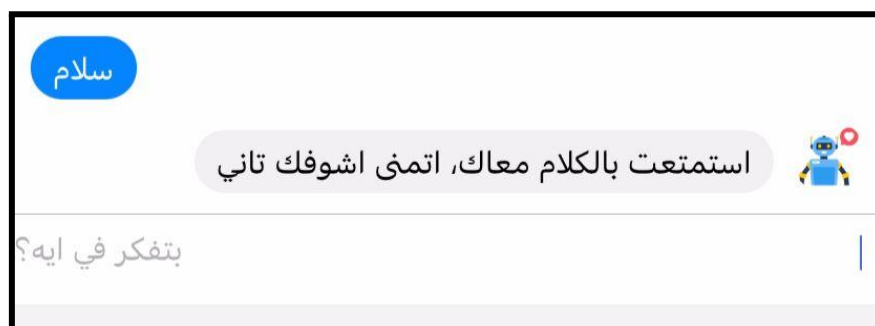 سلام
استمتعت بالكلام معاك، اتمنى اشوفك تاني
بتفكر في ايه؟